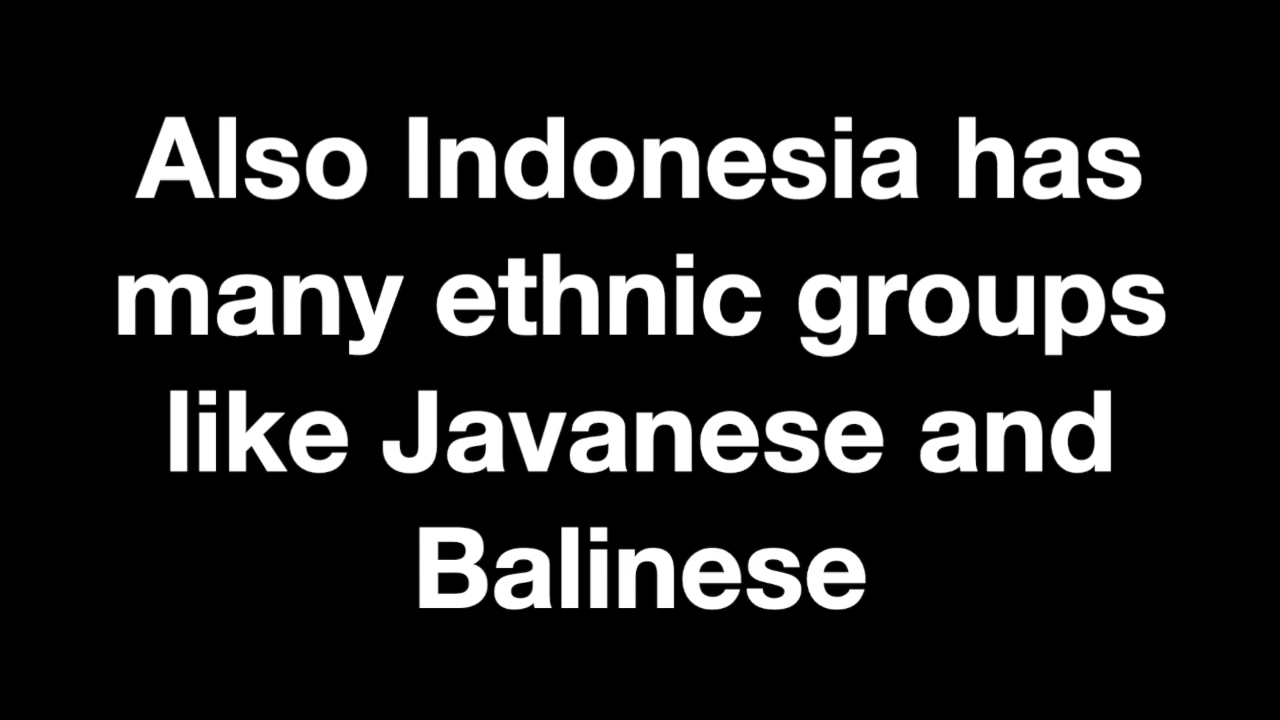 Also Indonesia has
many ethnic groups
like Javanese and
Balinese